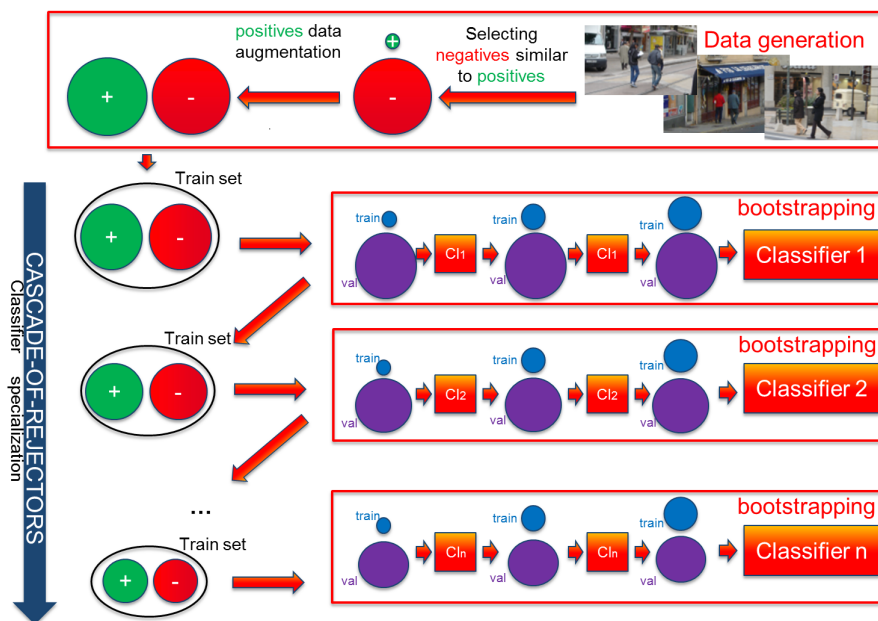 positives data
augmentation
Selecting
negatives similar
to positives
Data generation
+
-
+
-
Train set
+
-
CASCADE-OF-REJECTORS
Classifier specialization
bootstrapping
train
train
train
val
val
val
Cl1
Cl1
Classifier 1
Train set
+
-
bootstrapping
train
train
train
val
val
val
Cl2
Cl2
Classifier 2
...
Train set
+
-
bootstrapping
train
train
train
val
val
val
Cln
Cln
Classifier n